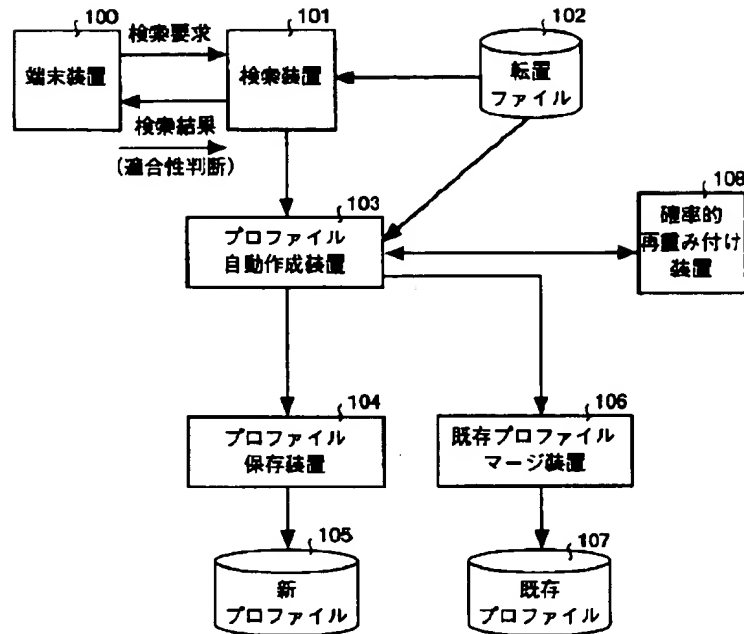 100
検索要求
101
102
端末装置
検索装置
転置
ファイル
検索結果
(適合性判断)
103
108
プロファイル
自動作成装置
確率的
再重み付け
装置
104
106
プロファイル
保存装置
既存プロファイル
マージ装置
105
107
新
プロファイル
既存
プロファイル